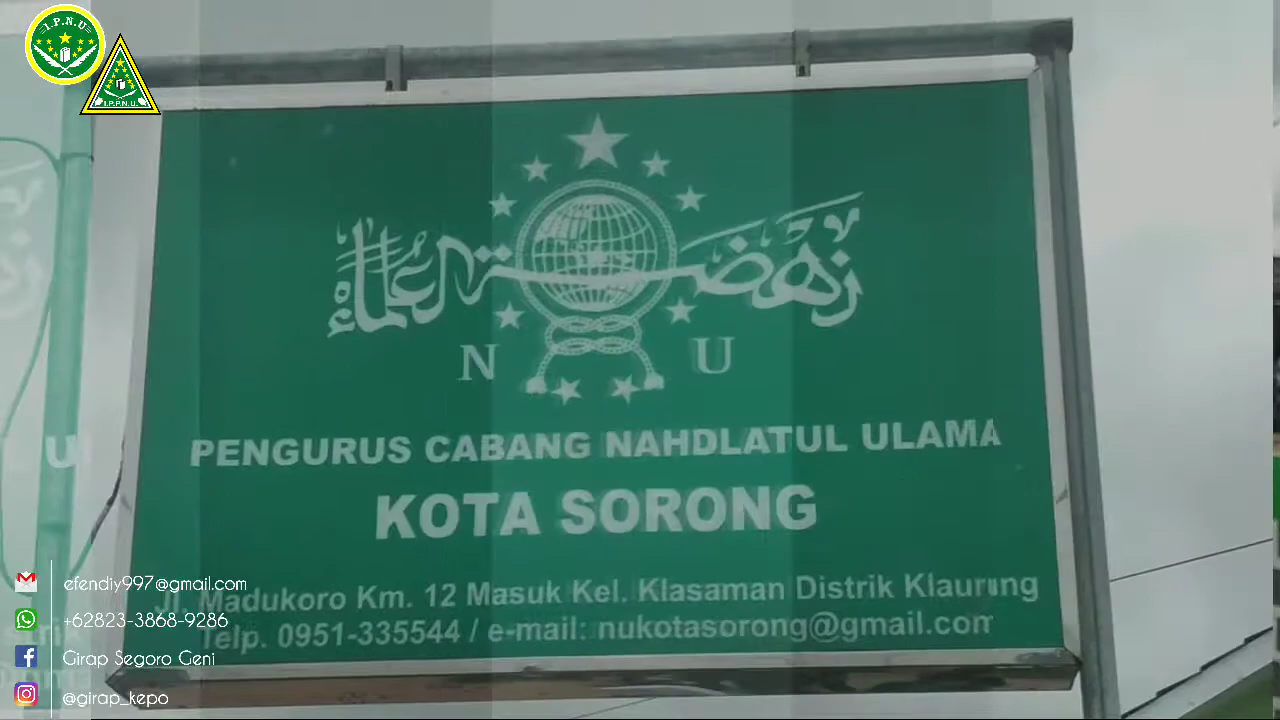 I.P.N.U
I.P.P.N.U
نهضة العلماء
N U
PENGURUS CABANG NAHDLATUL ULAMA
KOTA SORONG
Jl. Madukoro Km. 12 Masuk Kel. Klasaman Distrik Klaurung
Telp. 0951-335544 / e-mail: nukotasorong@gmail.com
U
efendiy997@gmail.com
+62823-3868-9286
Girap Segoro Geni
@girap_kepo